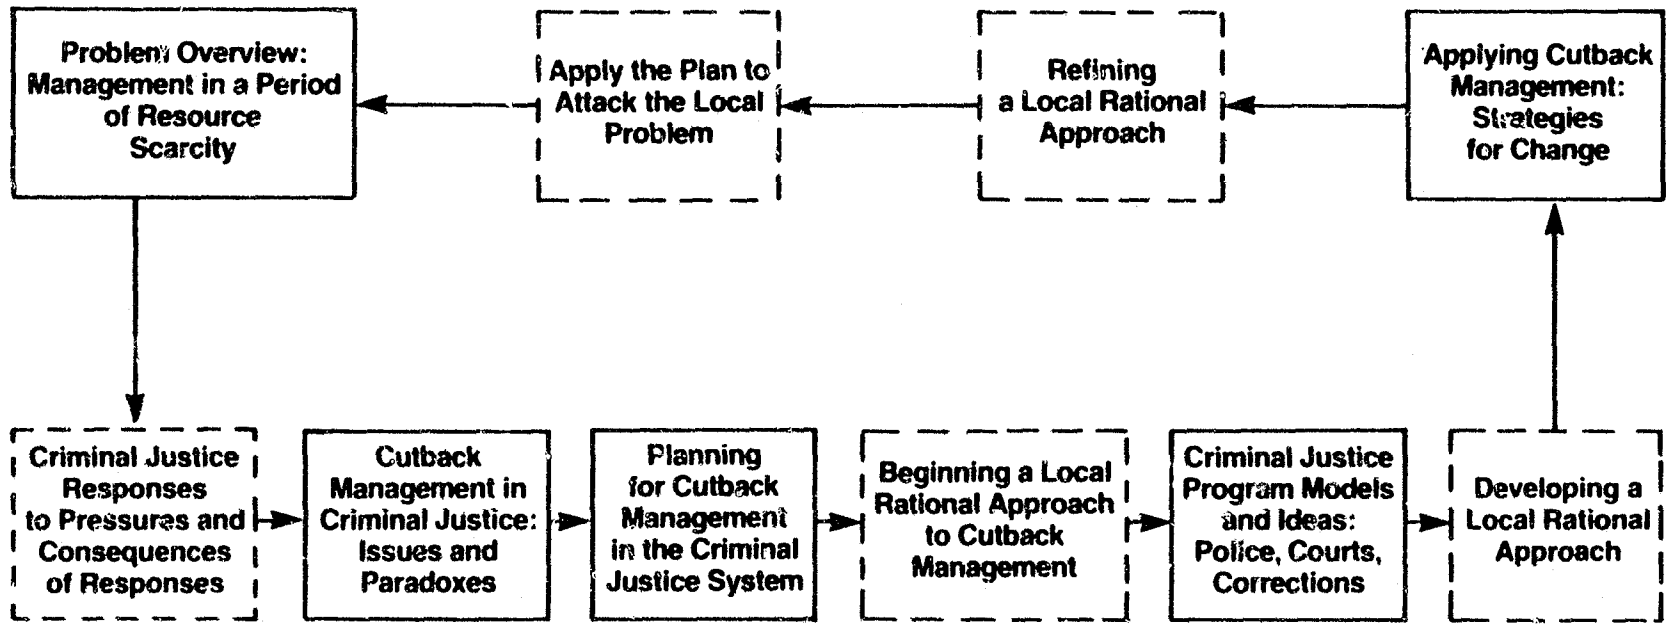 Problem Overview:
Management in a Period
of Resource
Scarcity
Apply the Plan to
Attack the Local
Problem
Refining
a Local Rational
Approach
Applying Cutback
Management:
Strategies
for Change
Criminal Justice
Responses
to Pressures and
Consequences
of Responses
Cutback
Management in
Criminal Justice:
Issues and
Paradoxes
Planning
for Cutback
Management
in the Criminal
Justice System
Beginning a Local
Rational Approach
to Cutback
Management
Criminal Justice
Program Models
and Ideas:
Police, Courts,
Corrections
Developing a
Local Rational
Approach